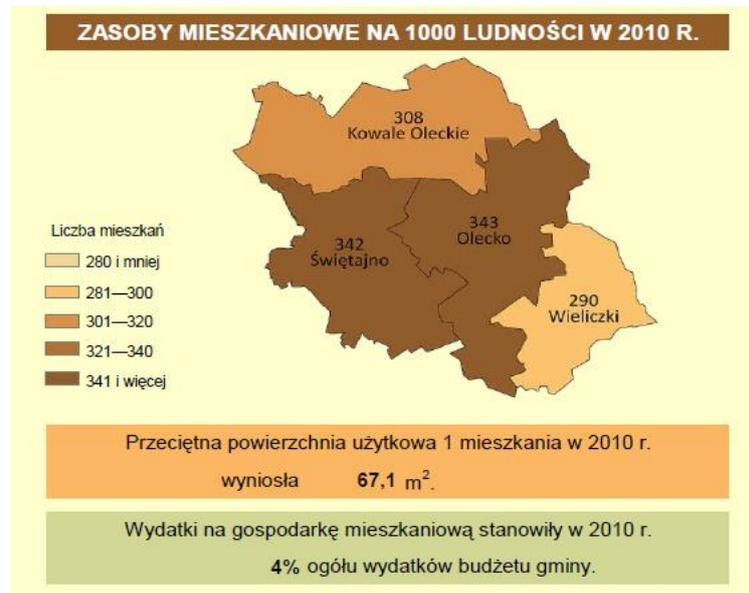 ZASOBY MIESZKANIOWE NA 1000 LUDNOŚCI W 2010 R.
308
Kowale Oleckie
343
Olecko
342
Świętajno
290
Wieliczki
Liczba mieszkań
280 i mniej
281—300
301—320
321—340
341 i więcej
Przeciętna powierzchnia użytkowa 1 mieszkania w 2010 r.
wyniosła 67,1 m².
Wydatki na gospodarkę mieszkaniową stanowiły w 2010 r.
4% ogółu wydatków budżetu gminy.